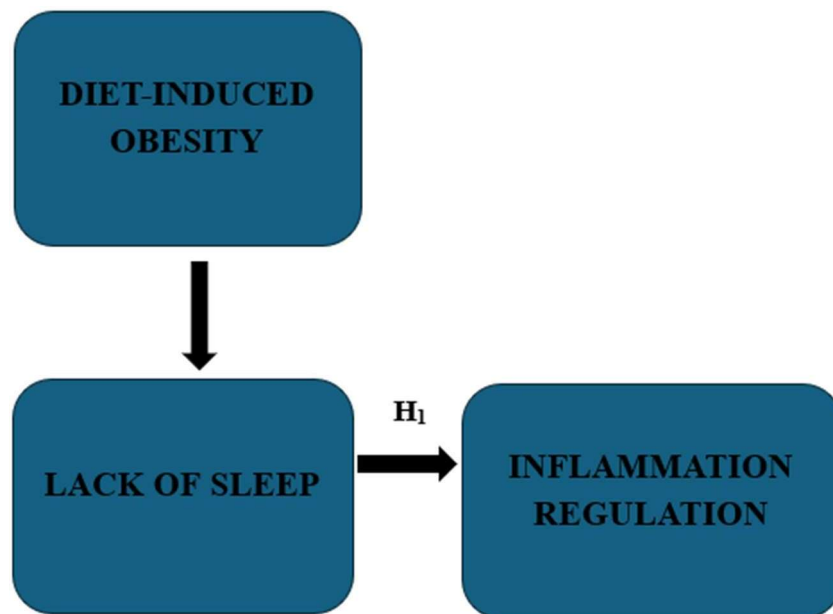 DIET-INDUCED
OBESITY
H₁
LACK OF SLEEP
INFLAMMATION
REGULATION